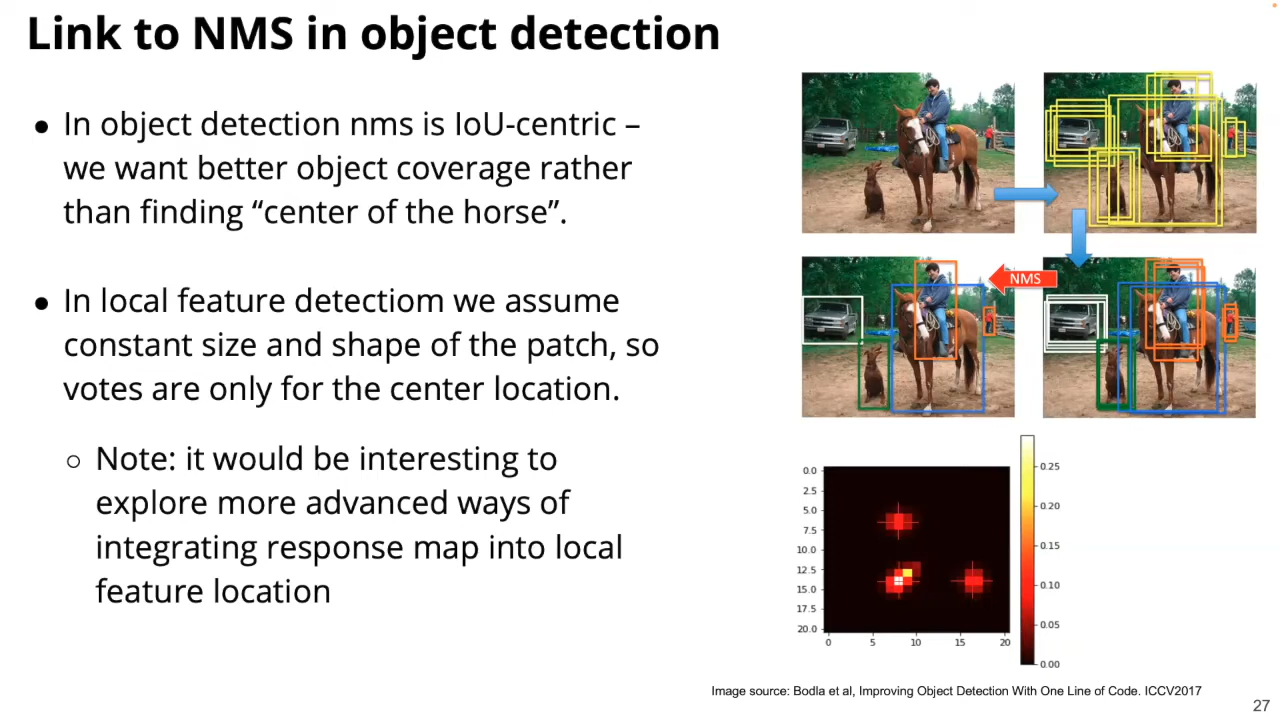 Link to NMS in object detection
● In object detection nms is IoU-centric –
we want better object coverage rather
than finding “center of the horse”.
● In local feature detectiom we assume
constant size and shape of the patch, so
votes are only for the center location.
○ Note: it would be interesting to
explore more advanced ways of
integrating response map into local
feature location
NMS
0.0
2.5
5.0
7.5
10.0
12.5
15.0
17.5
20.0
0 5 10 15 20
0.25
0.20
0.15
0.10
0.05
0.00
Image source: Bodla et al, Improving Object Detection With One Line of Code. ICCV2017
27